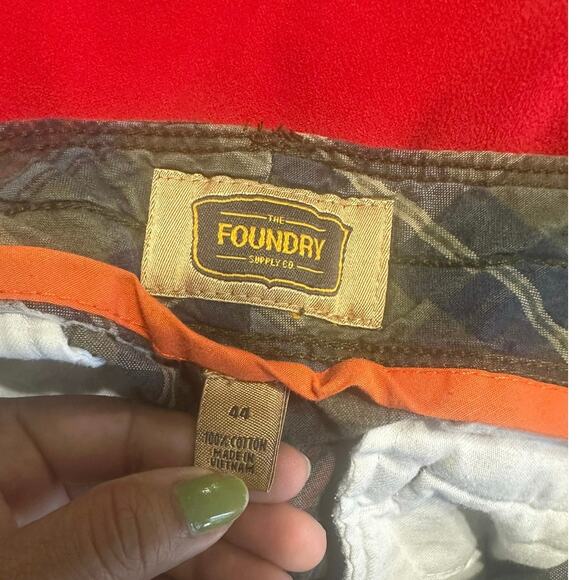 THE
FOUNDRY
SUPPLY CO
44
100% COTTON
MADE IN
VIETNAM